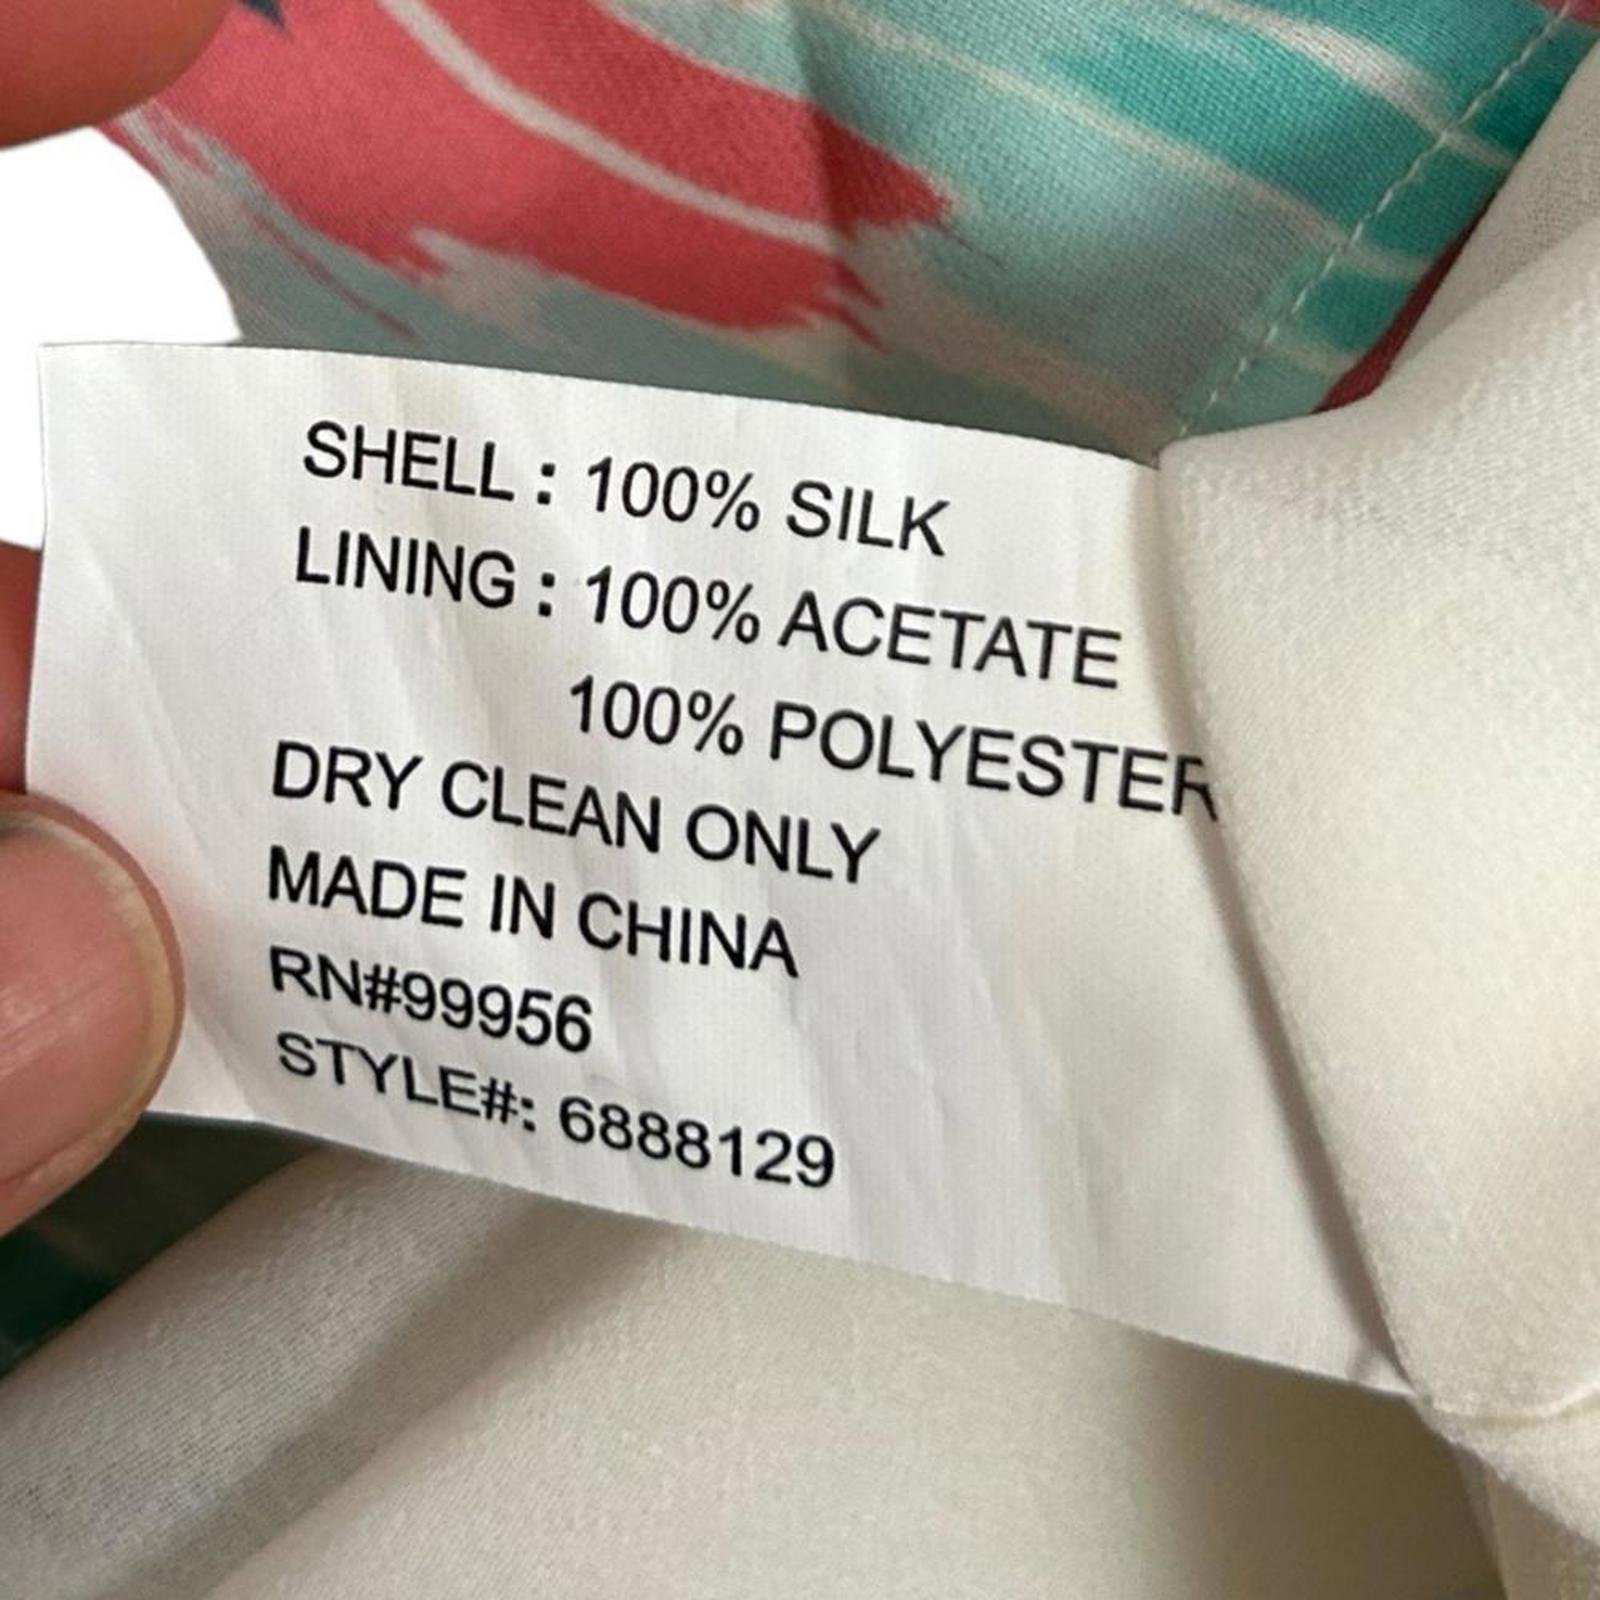 SHELL : 100% SILK
LINING : 100% ACETATE
100% POLYESTER
DRY CLEAN ONLY
MADE IN CHINA
RN#99956
STYLE#: 6888129